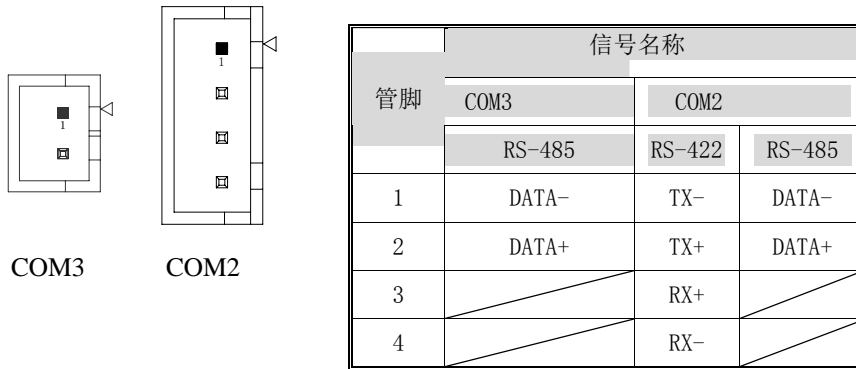 1
1
COM3
COM2
信号名称
管脚
COM3
COM2
RS-485
RS-422
RS-485
1
DATA-
TX-
DATA-
2
DATA+
TX+
DATA+
3
RX+
4
RX-